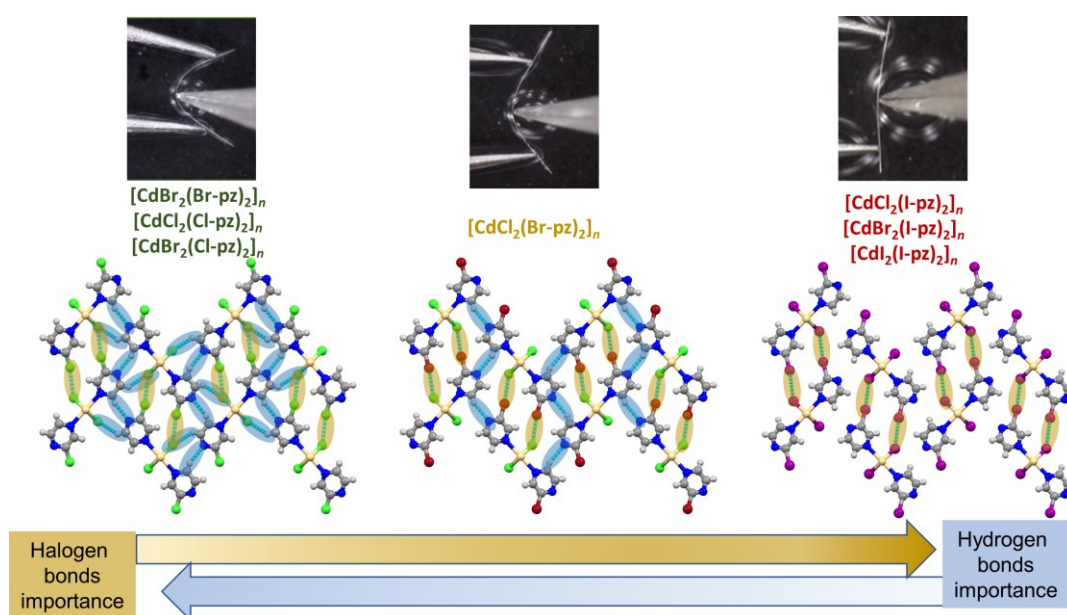 [CdBr₂(Br-pz)₂]ₙ
[CdCl₂(Cl-pz)₂]ₙ
[CdBr₂(Cl-pz)₂]ₙ
[CdCl₂(Br-pz)₂]ₙ
[CdCl₂(I-pz)₂]ₙ
[CdBr₂(I-pz)₂]ₙ
[CdI₂(I-pz)₂]ₙ
Halogen
bonds
importance
Hydrogen
bonds
importance